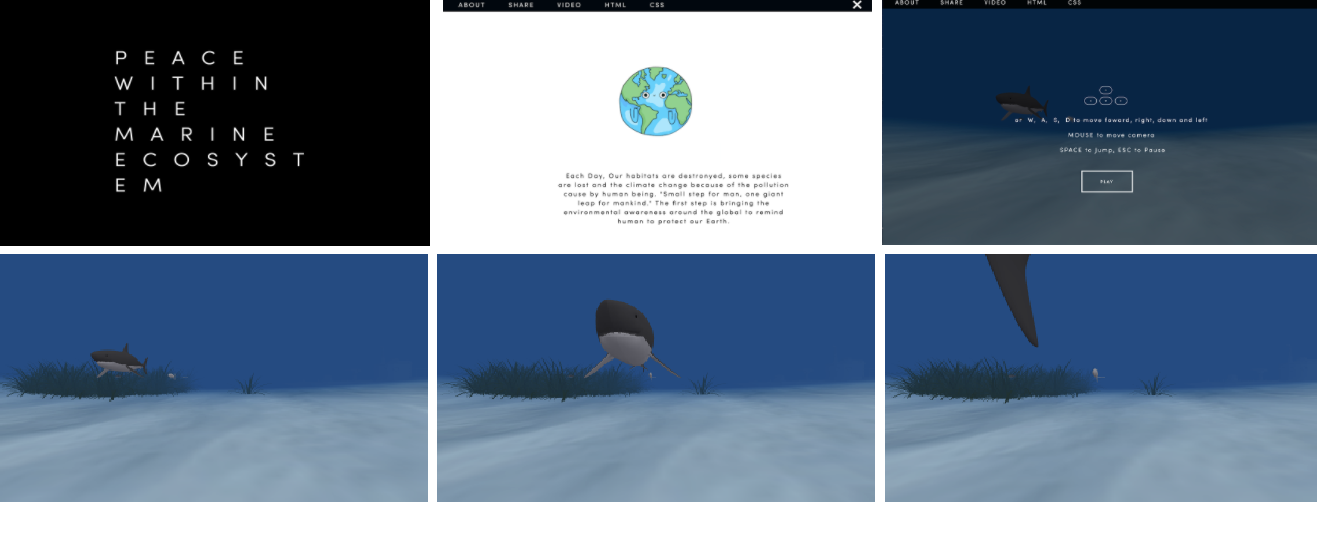 PEACE
WITHIN
THE
MARINE
ECOSYST
EM
ABOUT SHARE VIDEO HTML CSS
Each Day, Our habitats are destronyed, some species
are lost and the climate change because of the pollution
cause by human being. "Small step for man, one giant
leap for mankind." The first step is bringing the
environmental awareness around the global to remind
human to protect our Earth.
ABOUT SHARE VIDEO HTML CSS
or W, A, S, D to move foward, right, down and left
MOUSE to move camera
SPACE to jump, ESC to Pause
PLAY